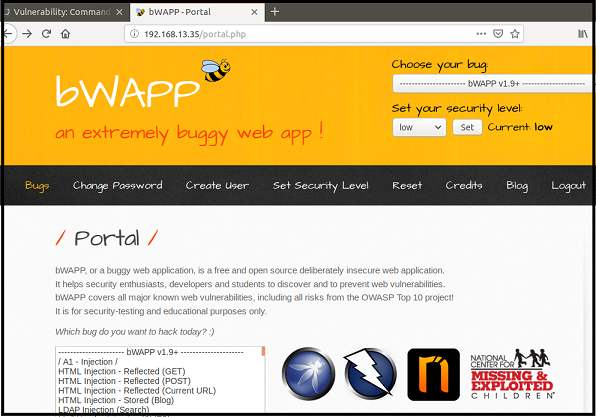 Vulnerability: Command
bWAPP - Portal
192.168.13.35/portal.php
bWAPP
an extremely buggy web app !
Choose your bug:
---------------------- bWAPP v1.9+ ----------------------
Set your security level:
low Set Current: low
Bugs Change Password Create User Set Security Level Reset Credits Blog Logout
/ Portal /
bWAPP, or a buggy web application, is a free and open source deliberately insecure web application.
It helps security enthusiasts, developers and students to discover and to prevent web vulnerabilities.
bWAPP covers all major known web vulnerabilities, including all risks from the OWASP Top 10 project!
It is for security-testing and educational purposes only.
Which bug do you want to hack today? :)
---------------------- bWAPP v1.9+ ----------------------
/ A1 - Injection /
HTML Injection - Reflected (GET)
HTML Injection - Reflected (POST)
HTML Injection - Reflected (Current URL)
HTML Injection - Stored (Blog)
LDAP Injection (Search)
NATIONAL CENTER FOR
MISSING &
EXPLOITED
CHILDREN